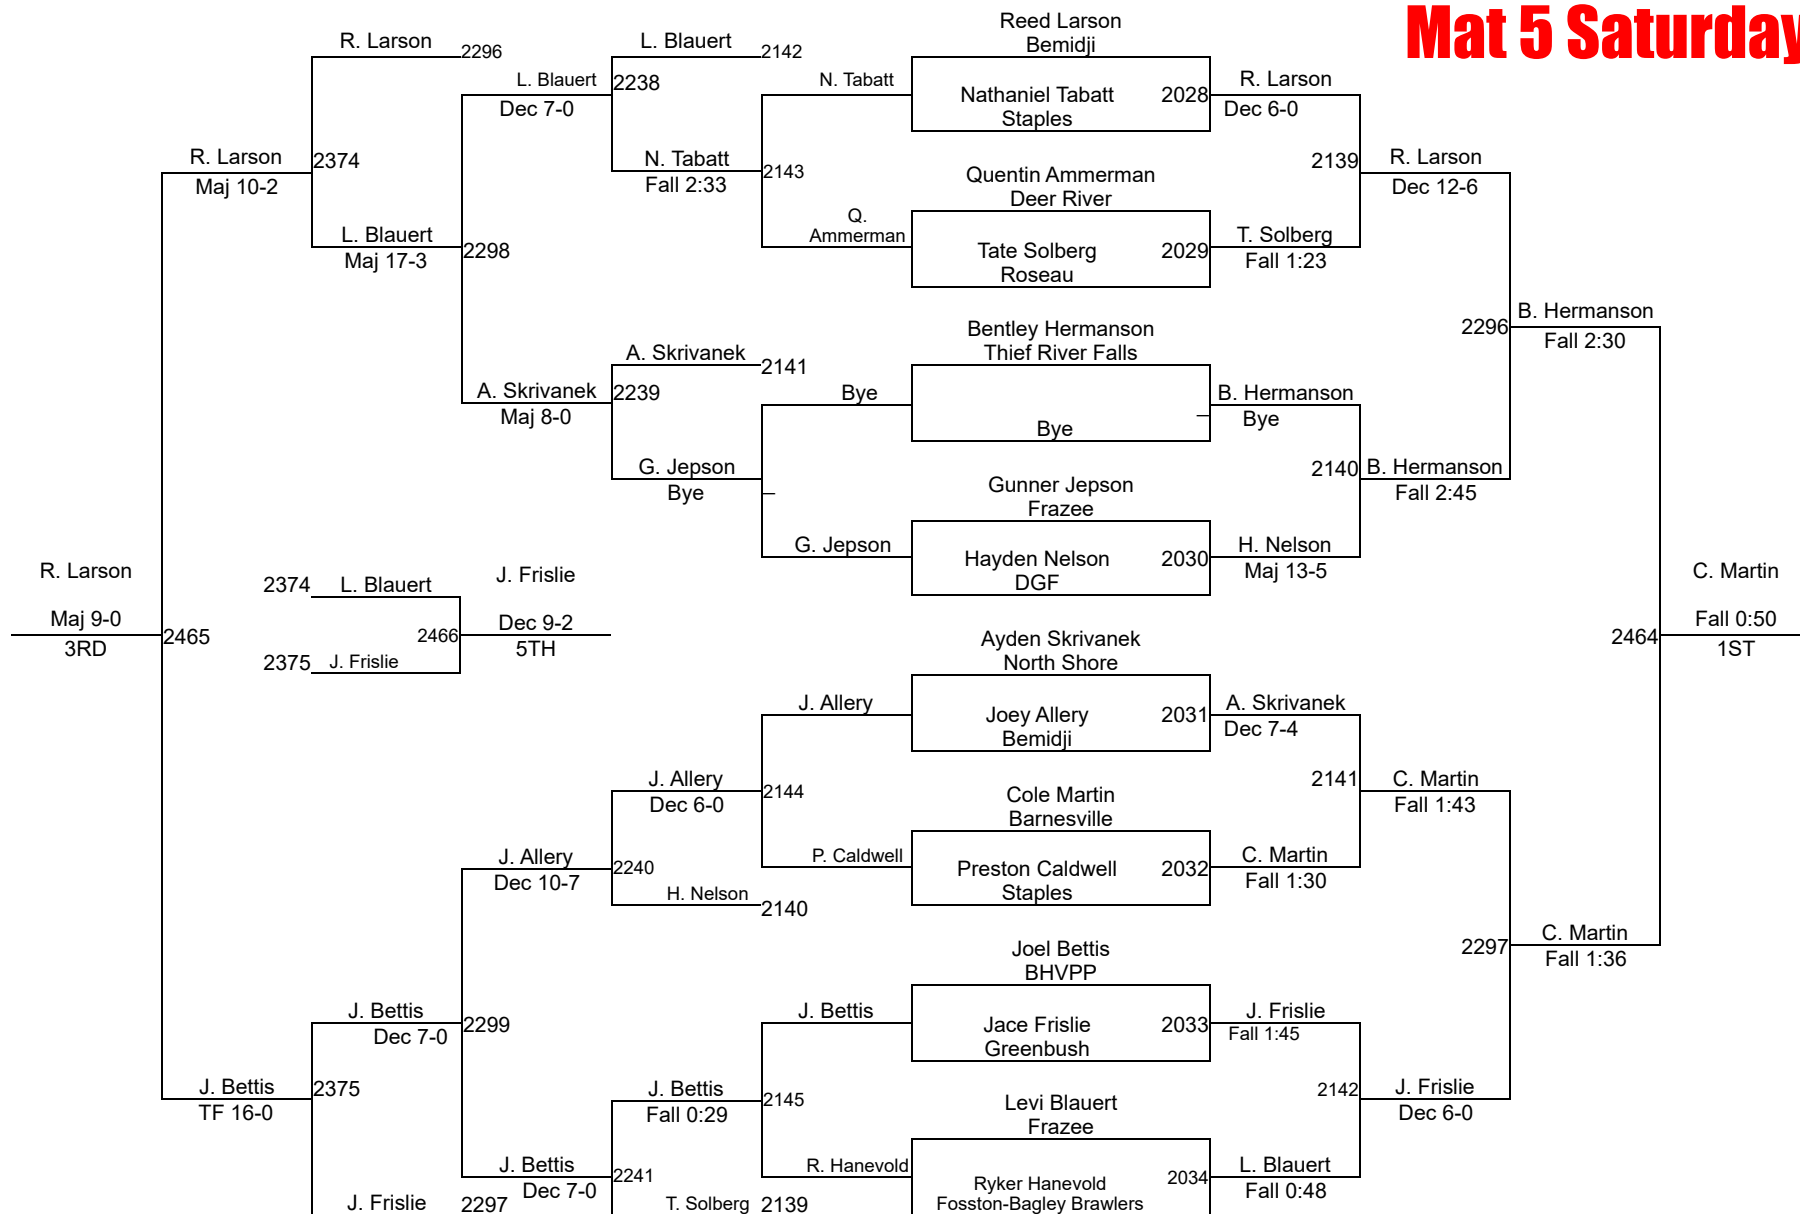 Mat 5 Saturday
Reed Larson
Bemidji
R. Larson
2296
L. Blauert
2142
L. Blauert
2238
Dec 7-0
N. Tabatt
Nathaniel Tabatt
Staples
2028
R. Larson
Dec 6-0
R. Larson
2374
Maj 10-2
N. Tabatt
2143
Fall 2:33
2139
R. Larson
Dec 12-6
Quentin Ammerman
Deer River
Q.
Ammerman
Tate Solberg
Roseau
2029
T. Solberg
Fall 1:23
L. Blauert
2298
Maj 17-3
Bentley Hermanson
Thief River Falls
2296
B. Hermanson
Fall 2:30
A. Skrivanek
2141
A. Skrivanek
2239
Maj 8-0
Bye
Bye
–
B. Hermanson
Bye
G. Jepson
Bye
–
2140
B. Hermanson
Fall 2:45
Gunner Jepson
Frazee
G. Jepson
Hayden Nelson
DGF
2030
H. Nelson
Maj 13-5
R. Larson
Maj 9-0
3RD
2465
2374
L. Blauert
2375
J. Frislie
2466
J. Frislie
Dec 9-2
5TH
C. Martin
Fall 0:50
1ST
2464
Ayden Skrivanek
North Shore
J. Allery
Joey Allery
Bemidji
2031
A. Skrivanek
Dec 7-4
J. Allery
Dec 6-0
2144
2141
C. Martin
Fall 1:43
Cole Martin
Barnesville
P. Caldwell
Preston Caldwell
Staples
2032
C. Martin
Fall 1:30
J. Allery
Dec 10-7
2240
H. Nelson
2140
2297
C. Martin
Fall 1:36
Joel Bettis
BHVPP
J. Bettis
Dec 7-0
2299
J. Bettis
Jace Frislie
Greenbush
2033
J. Frislie
Fall 1:45
J. Bettis
TF 16-0
2375
J. Bettis
Fall 0:29
2145
2142
J. Frislie
Dec 6-0
Levi Blauert
Frazee
J. Bettis
Dec 7-0
2241
R. Hanevold
Ryker Hanevold
Fosston-Bagley Brawlers
2034
L. Blauert
Fall 0:48
J. Frislie
2297
T. Solberg
2139